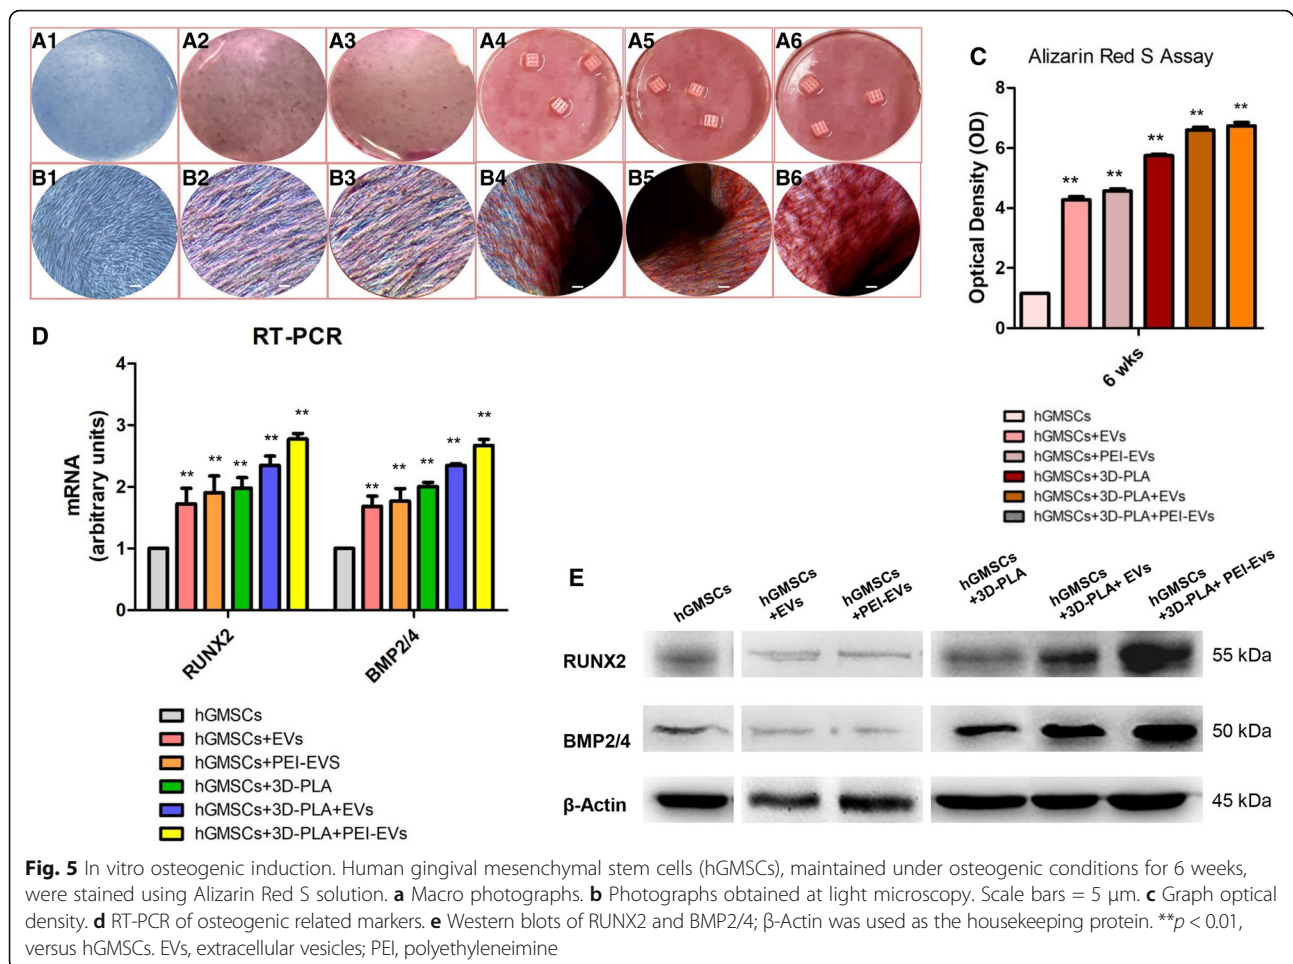 A1 A2 A3 A4 A5 A6
B1 B2 B3 B4 B5 B6
C Alizarin Red S Assay
Optical Density (OD)
8
6
4
2
0
** ** ** ** **
6 wks
hGMSCs
hGMSCs+EVs
hGMSCs+PEI-EVs
hGMSCs+3D-PLA
hGMSCs+3D-PLA+EVs
hGMSCs+3D-PLA+PEI-EVs
D RT-PCR
mRNA
(arbitrary units)
4
3
2
1
0
** ** ** ** **
** ** ** ** **
RUNX2 BMP2/4
hGMSCs
hGMSCs+EVs
hGMSCs+PEI-EVS
hGMSCs+3D-PLA
hGMSCs+3D-PLA+EVs
hGMSCs+3D-PLA+PEI-EVs
E
hGMSCs
hGMSCs
+EVs
hGMSCs
+PEI-EVs
hGMSCs
+3D-PLA
hGMSCs
+3D-PLA+ EVs
hGMSCs
+3D-PLA+ PEI-Evs
RUNX2 55 kDa
BMP2/4 50 kDa
β-Actin 45 kDa
Fig. 5 In vitro osteogenic induction. Human gingival mesenchymal stem cells (hGMSCs), maintained under osteogenic conditions for 6 weeks,
were stained using Alizarin Red S solution. a Macro photographs. b Photographs obtained at light microscopy. Scale bars = 5 μm. c Graph optical
density. d RT-PCR of osteogenic related markers. e Western blots of RUNX2 and BMP2/4; β-Actin was used as the housekeeping protein. **p < 0.01,
versus hGMSCs. EVs, extracellular vesicles; PEI, polyethyleneimine